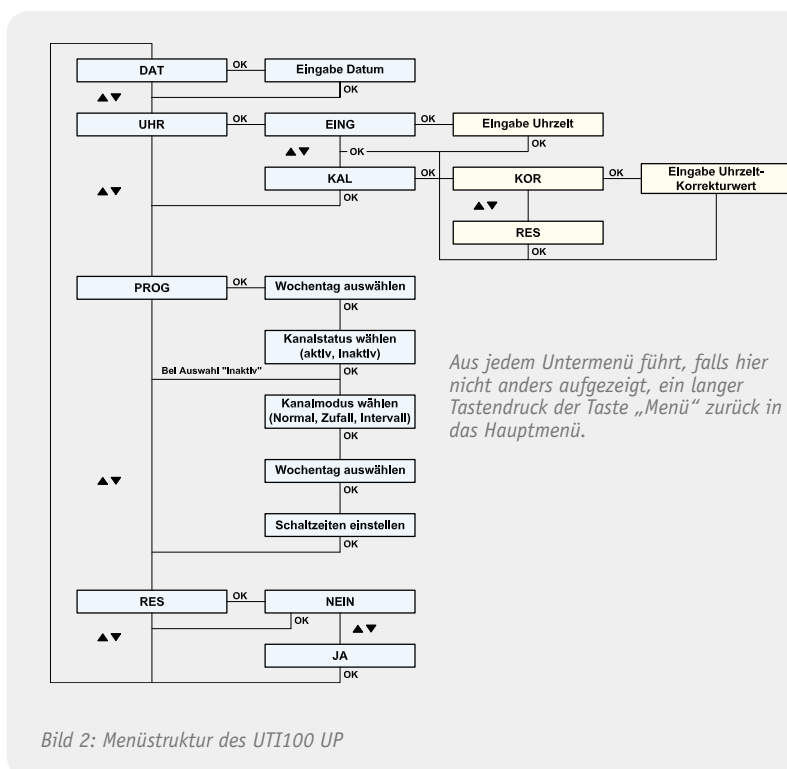 DAT
OK
Eingabe Datum
OK
▲▼
UHR
OK
EING
OK
EIngabe UhrzeIt
OK
▲▼
OK
▲▼
KAL
OK
KOR
OK
EIngabe UhrzeIt-
Korrekturwert
OK
▲▼
RES
OK
PROG
OK
Wochentag auswählen
OK
Kanalstatus wählen
(aktIv, Inaktiv)
BeI Auswahl "InaktIv"
OK
Kanalmodus wählen
(Normal, Zufall, Intervall)
OK
Wochentag auswählen
▲▼
OK
Schaltzeiten einstellen
OK
Aus jedem Untermenü führt, falls hier
nicht anders aufgezeigt, ein langer
Tastendruck der Taste „Menü“ zurück in
das Hauptmenü.
RES
OK
NEIN
OK
▲▼
▲▼
JA
OK
Bild 2: Menüstruktur des UTI100 UP